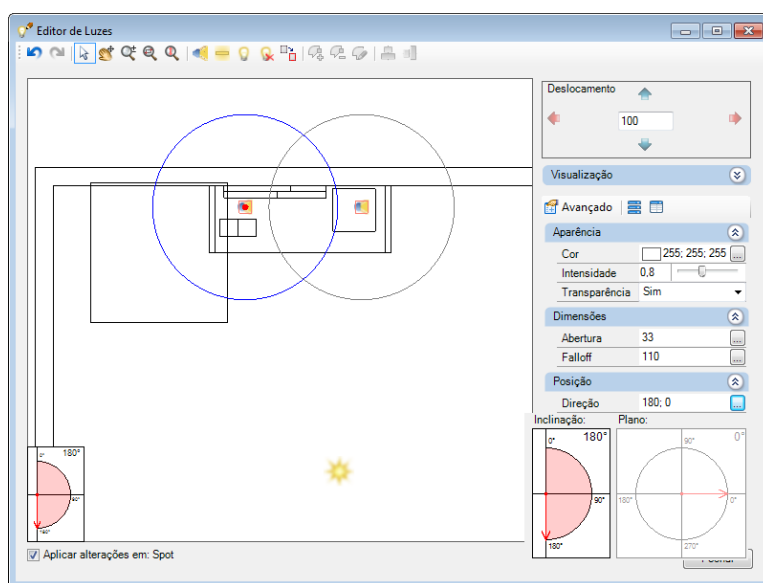 Editor de Luzes
Deslocamento
100
Visualização
Avançado
Aparência
Cor 255; 255; 255 ...
Intensidade 0,8
Transparência Sim
Dimensões
Abertura 33 ...
Falloff 110 ...
Posição
Direção 180; 0 ...
Inclinação: Plano:
0° 180°
90°
180°
90° 0°
180° 0°
270°
0° 180°
90°
180°
Aplicar alterações em: Spot